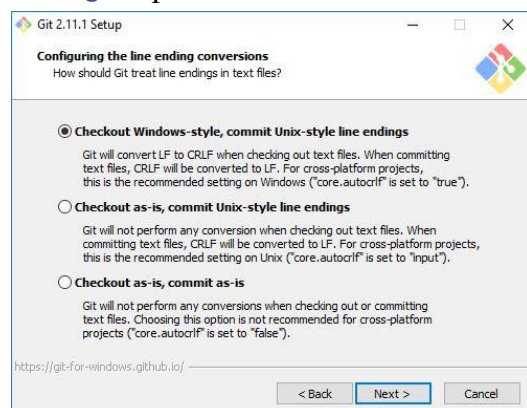 Git 2.11.1 Setup
Configuring the line ending conversions
How should Git treat line endings in text files?
Checkout Windows-style, commit Unix-style line endings
Git will convert LF to CRLF when checking out text files. When committing
text files, CRLF will be converted to LF. For cross-platform projects,
this is the recommended setting on Windows ("core.autocrlf" is set to "true").
Checkout as-is, commit Unix-style line endings
Git will not perform any conversion when checking out text files. When
committing text files, CRLF will be converted to LF. For cross-platform projects,
this is the recommended setting on Unix ("core.autocrlf" is set to "input").
Checkout as-is, commit as-is
Git will not perform any conversions when checking out or committing
text files. Choosing this option is not recommended for cross-platform
projects ("core.autocrlf" is set to "false").
https://git-for-windows.github.io/
< Back Next > Cancel